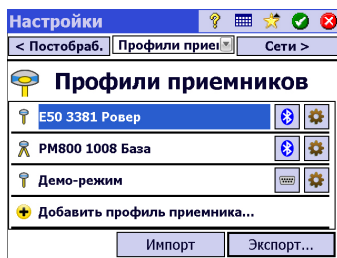 Настройки
< Постобраб. Профили прием Сети >
Профили приемников
E50 3381 Ровер
PM800 1008 База
Демо-режим
Добавить профиль приемника...
Импорт Экспорт...